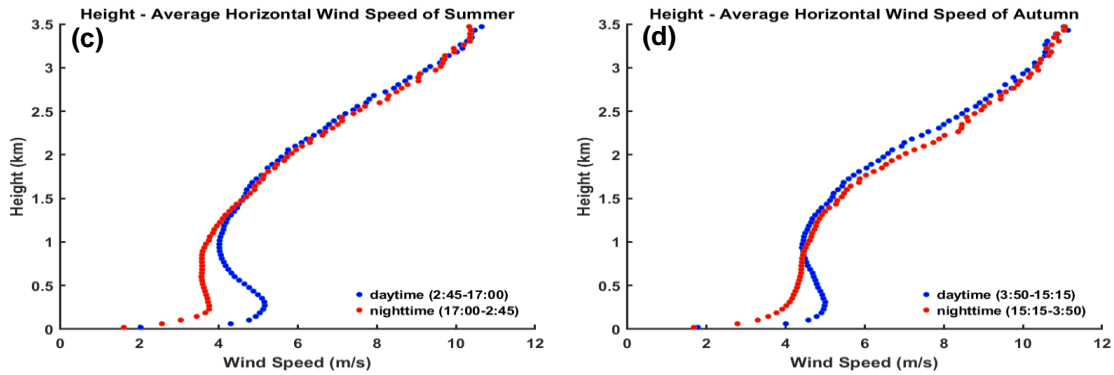 Height - Average Horizontal Wind Speed of Summer
(c)
3.5
3
2.5
2
1.5
1
0.5
0
Height (km)
daytime (2:45-17:00)
nighttime (17:00-2:45)
0 2 4 6 8 10 12
Wind Speed (m/s)
Height - Average Horizontal Wind Speed of Autumn
(d)
3.5
3
2.5
2
1.5
1
0.5
0
Height (km)
daytime (3:50-15:15)
nighttime (15:15-3:50)
0 2 4 6 8 10 12
Wind Speed (m/s)